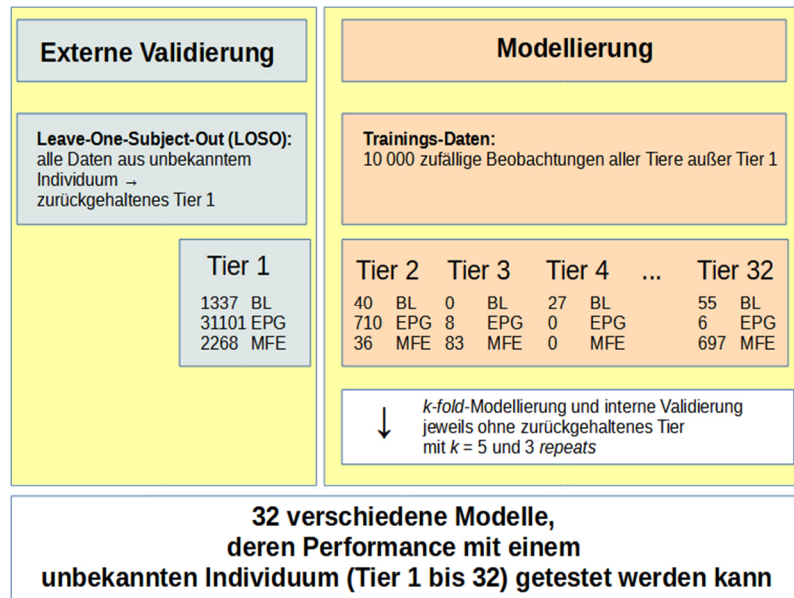 Externe Validierung
Leave-One-Subject-Out (LOSO):
alle Daten aus unbekanntem
Individuum →
zurückgehaltenes Tier 1
Tier 1
1337 BL
31101 EPG
2268 MFE
Modellierung
Trainings-Daten:
10 000 zufällige Beobachtungen aller Tiere außer Tier 1
Tier 2 Tier 3 Tier 4 ... Tier 32
40 BL 0 BL 27 BL 55 BL
710 EPG 8 EPG 0 EPG 6 EPG
36 MFE 83 MFE 0 MFE 697 MFE
↓
k-fold-Modellierung und interne Validierung
jeweils ohne zurückgehaltenes Tier
mit k = 5 und 3 repeats
32 verschiedene Modelle,
deren Performance mit einem
unbekannten Individuum (Tier 1 bis 32) getestet werden kann